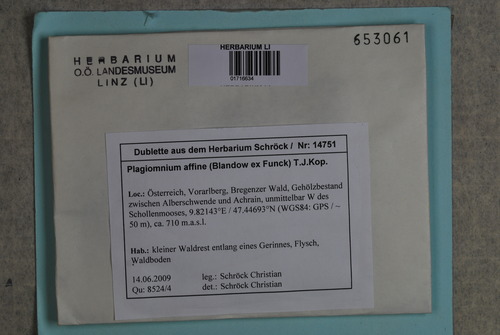 HERBARIUM
O.Ö. LANDESMUSEUM
LINZ (LI)
HERBARIUM LI
01716634
653061
Dublette aus dem Herbarium Schröck / Nr: 14751
Plagiomnium affine (Blandow ex Funck) T.J.Kop.
Loc.: Österreich, Vorarlberg, Bregenzer Wald, Gehölzbestand
zwischen Alberschwende und Achrain, unmittelbar W des
Schollenmooses, 9.82143°E / 47.44693°N (WGS84: GPS / ~
50 m), ca. 710 m.a.s.l.
Hab.: kleiner Waldrest entlang eines Gerinnes, Flysch,
Waldboden
14.06.2009 leg.: Schröck Christian
Qu: 8524/4 det.: Schröck Christian